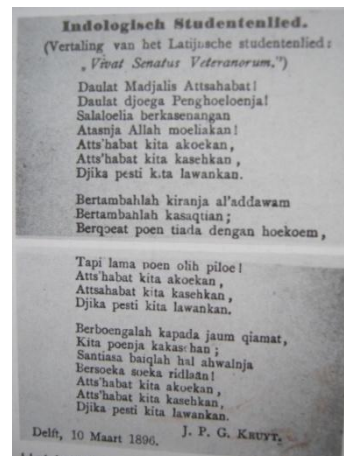 Indologisch Studentenlied.
(Vertaling van het Latijnsche studentenlied:
„Vivat Senatus Veteranorum.")
Daulat Madjalis Attsahabat!
Daulat djoega Penghoeloenja!
Salaloelia berkasenangan
Atasnja Allah moeliakan!
Atts'habat kita akoekan,
Atts'habat kita kasehkan,
Djika pesti k.ta lawankan.
Bertambahlah kiranja al'addawam
Bertambahlah kasaqtian;
Berqoeat poen tiada dengan hoekoem,
Tapi lama poen olih piloe!
Atts'habat kita akoekan,
Attsahabat kita kasehkan,
Djika pesti kita lawankan.
Berboengalah kapada jaum qiamat,
Kita poenja kakasehan;
Santiasa baiqlah hal ahwalnja
Bersoeka soeka ridlaan!
Atts'habat kita akoekan,
Atts'habat kita kasehkan,
Djika pesti kita lawankan.
Delft, 10 Maart 1896. J. P. G. KRUYT.